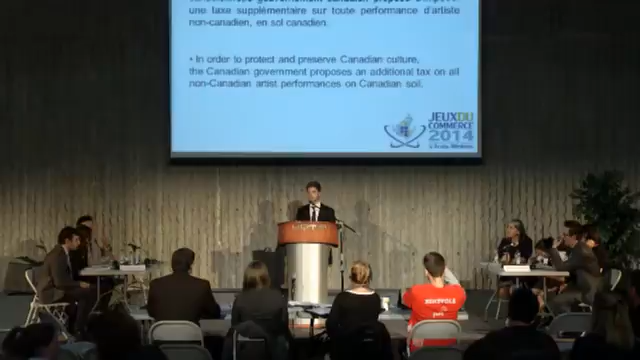 une taxe supplémentaire sur toute performance d'artiste
non-canadien, en sol canadien.
• In order to protect and preserve Canadian culture,
the Canadian government proposes an additional tax on all
non-Canadian artist performances on Canadian soil.
JEUX DU
COMMERCE
2014
BÉNÉVOLE